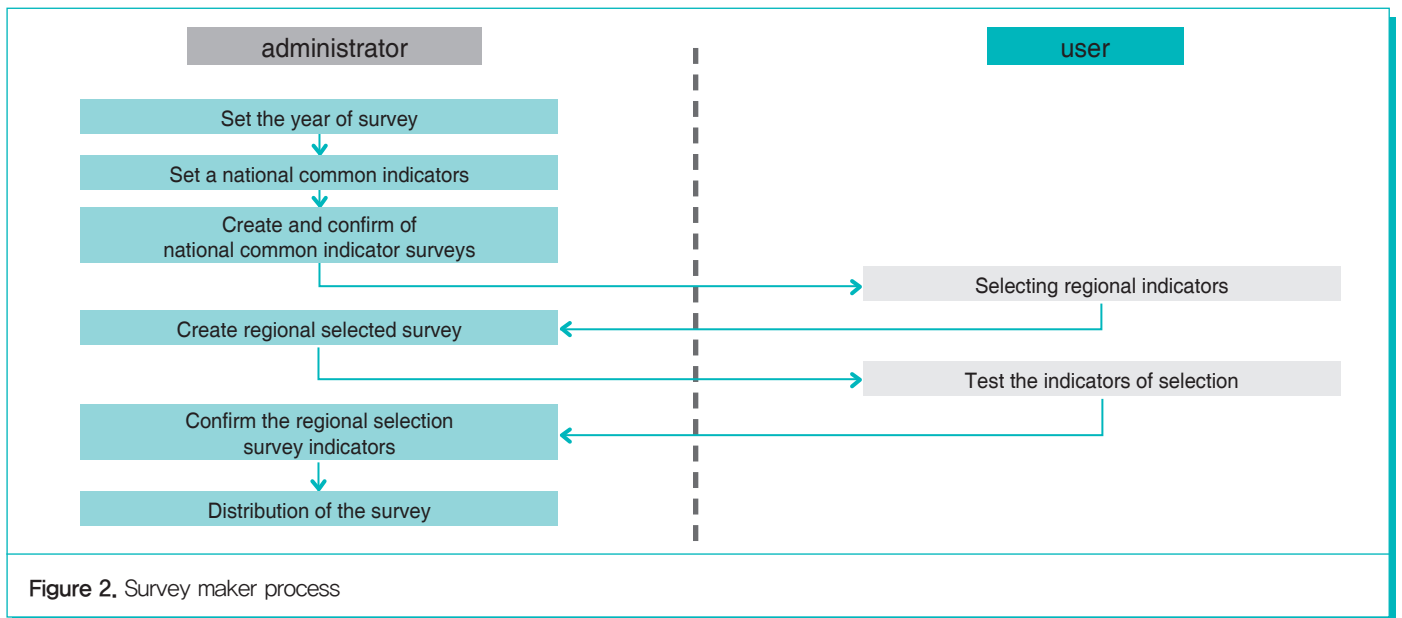 administrator
user
Set the year of survey
Set a national common indicators
Create and confirm of
national common indicator surveys
Selecting regional indicators
Create regional selected survey
Test the indicators of selection
Confirm the regional selection
survey indicators
Distribution of the survey
Figure 2. Survey maker process